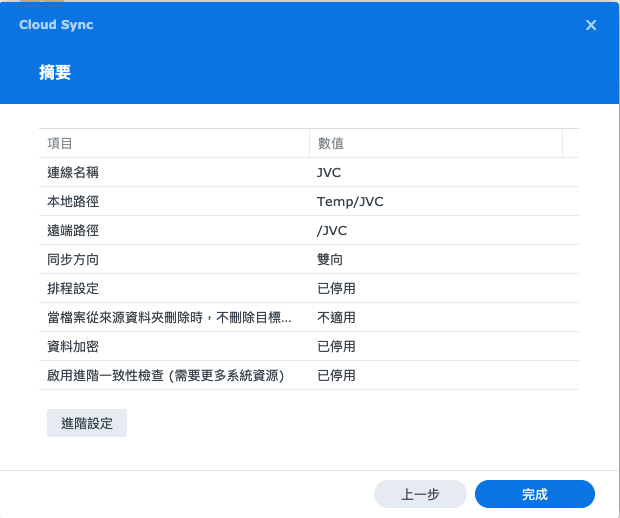 Cloud Sync
摘要
項目 數值
連線名稱 JVC
本地路徑 Temp/JVC
遠端路徑 /JVC
同步方向 雙向
排程設定 已停用
當檔案從來源資料夾刪除時，不刪除目標... 不適用
資料加密 已停用
啟用進階一致性檢查 (需要更多系統資源) 已停用
進階設定
上一步 完成